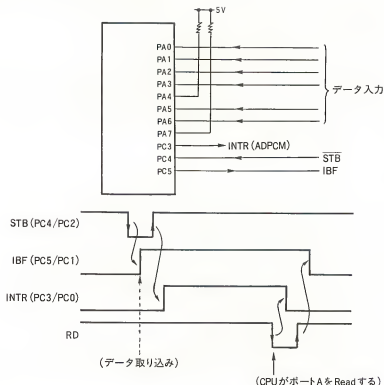 5V
PA0
PA1
PA2
PA3
PA4
PA5
PA6
PA7
PC3
PC4
PC5
データ入力
INTR (ADPCM)
STB
IBF
STB (PC4/PC2)
IBF (PC5/PC1)
INTR (PC3/PC0)
RD
(データ取り込み)
(CPUがポートAをReadする)